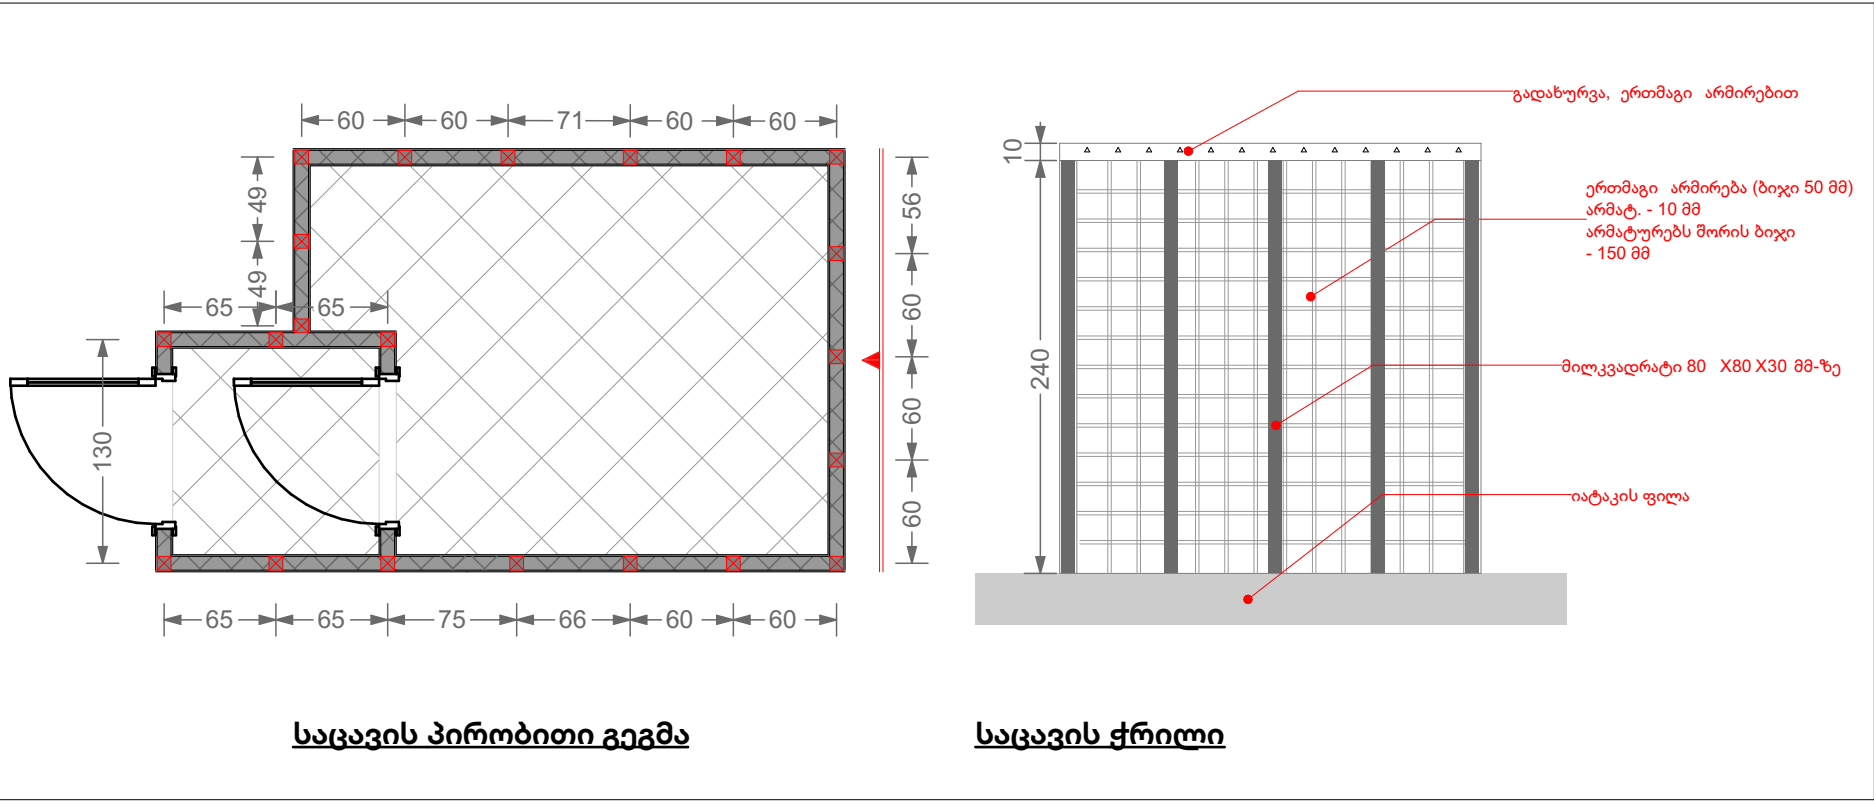 60 60 71 60 60
გადახურვა, ერთმაგი არმირებით
10
49
49
56
ერთმაგი არმირება (ბიჯი 50 მმ)
არმატ. - 10 მმ
არმატურებს შორის ბიჯი
- 150 მმ
65 65
60
240
მილკვადრატი 80 X80 X30 მმ-ზე
60
130
იატაკის ფილა
60
65 65 75 66 60 60
საცავის პირობითი გეგმა
საცავის ჭრილი